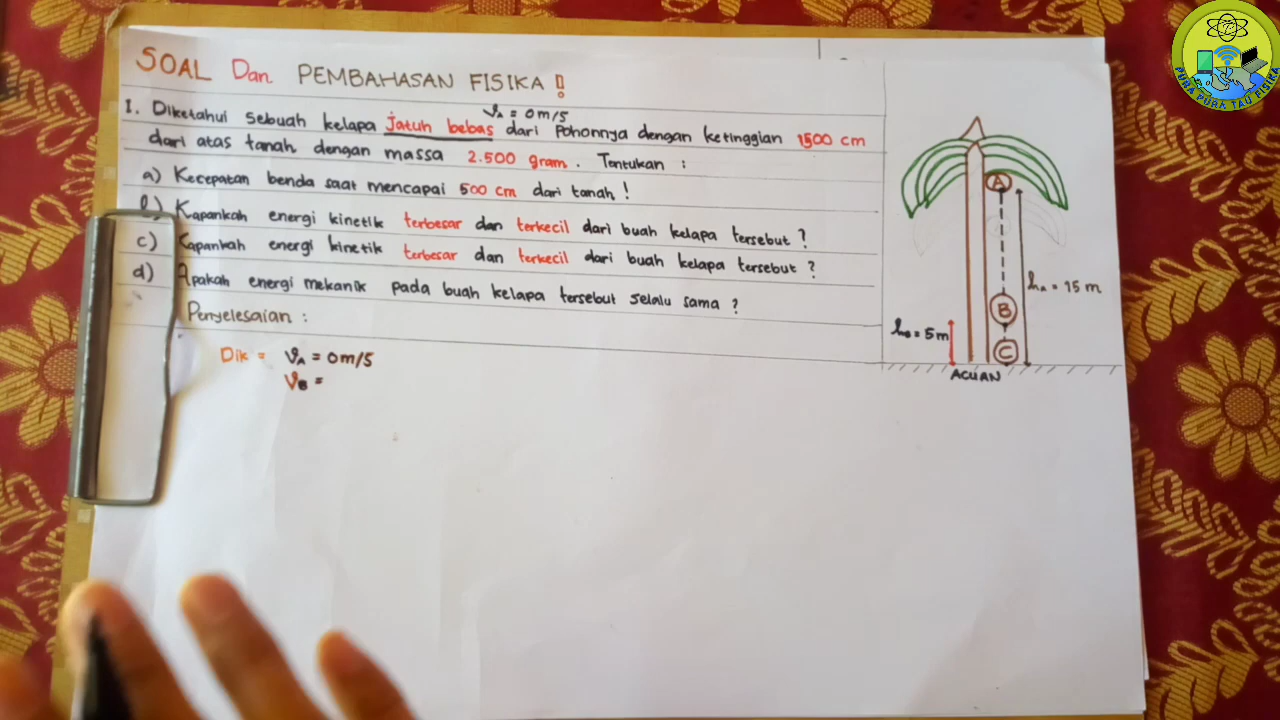 SOAL Dan PEMBAHASAN FISIKA !
VA = 0 m/s
1. Diketahui sebuah kelapa jatuh bebas dari pohonnya dengan ketinggian 1500 cm
dari atas tanah dengan massa 2.500 gram. Tentukan :
a) Kecepatan benda saat mencapai 500 cm dari tanah !
b) Kapankah energi kinetik terbesar dan terkecil dari buah kelapa tersebut ?
c) Kapankah energi kinetik terbesar dan terkecil dari buah kelapa tersebut ?
d) Apakah energi mekanik pada buah kelapa tersebut selalu sama ?
Penyelesaian :
Dik = VA = 0 m/s
VB =
A
hA = 15 m
B
hB = 5 m
C
ACUAN
PURA PURA TAU FISIKA